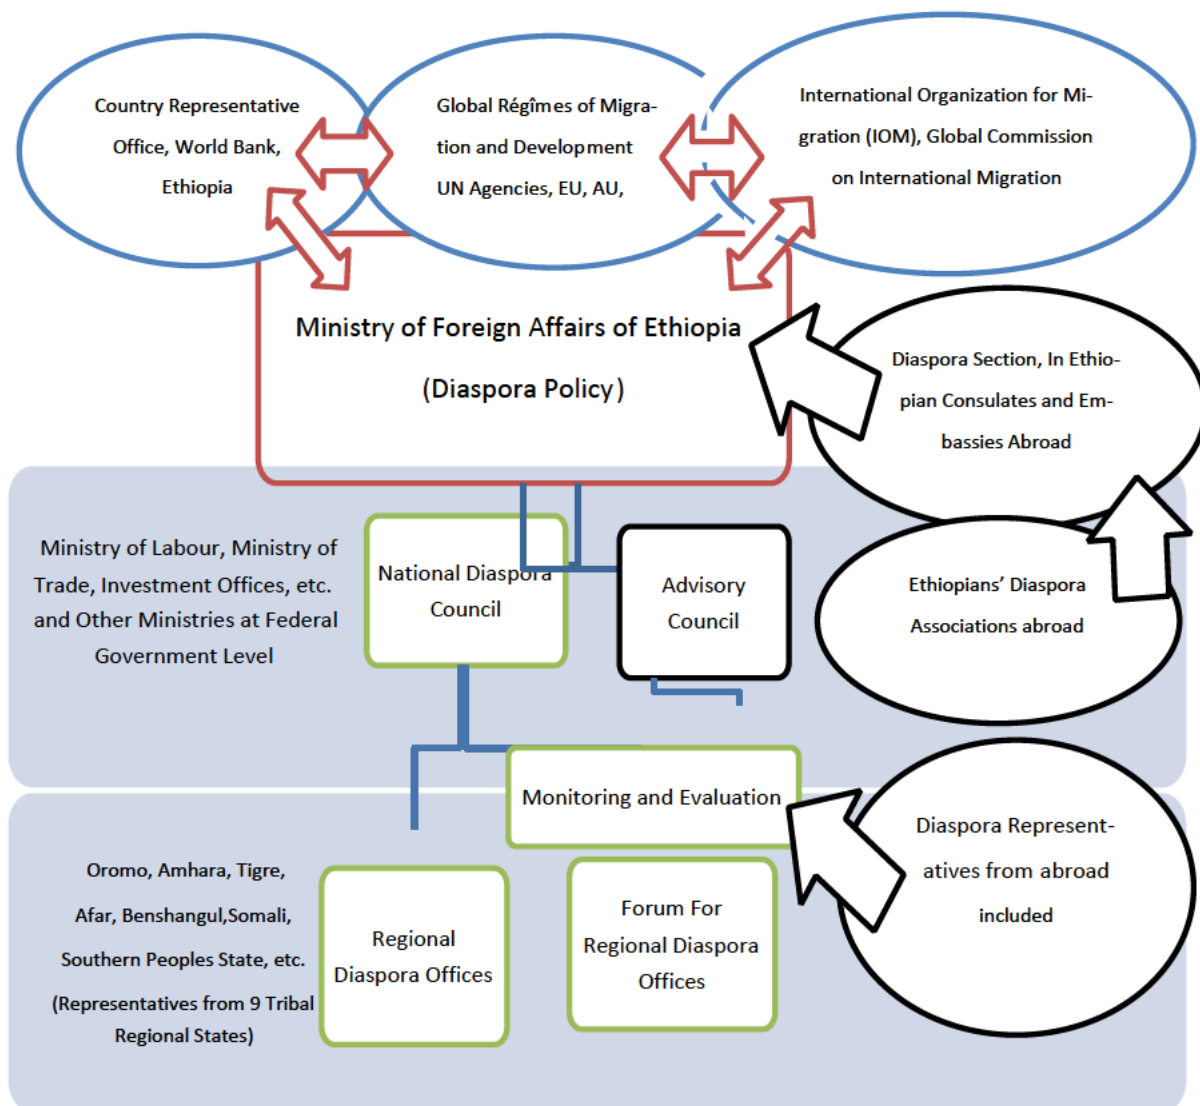 Country Representative
Office, World Bank,
Ethiopia
Global Régîmes of Migra-
tion and Development
UN Agencies, EU, AU,
International Organization for Mi-
gration (IOM), Global Commission
on International Migration
Ministry of Foreign Affairs of Ethiopia
(Diaspora Policy)
Diaspora Section, In Ethio-
pian Consulates and Em-
bassies Abroad
Ministry of Labour, Ministry of
Trade, Investment Offices, etc.
and Other Ministries at Federal
Government Level
National Diaspora
Council
Advisory
Council
Ethiopians’ Diaspora
Associations abroad
Monitoring and Evaluation
Diaspora Represent-
atives from abroad
included
Oromo, Amhara, Tigre,
Afar, Benshangul,Somali,
Southern Peoples State, etc.
(Representatives from 9 Tribal
Regional States)
Regional
Diaspora Offices
Forum For
Regional Diaspora
Offices